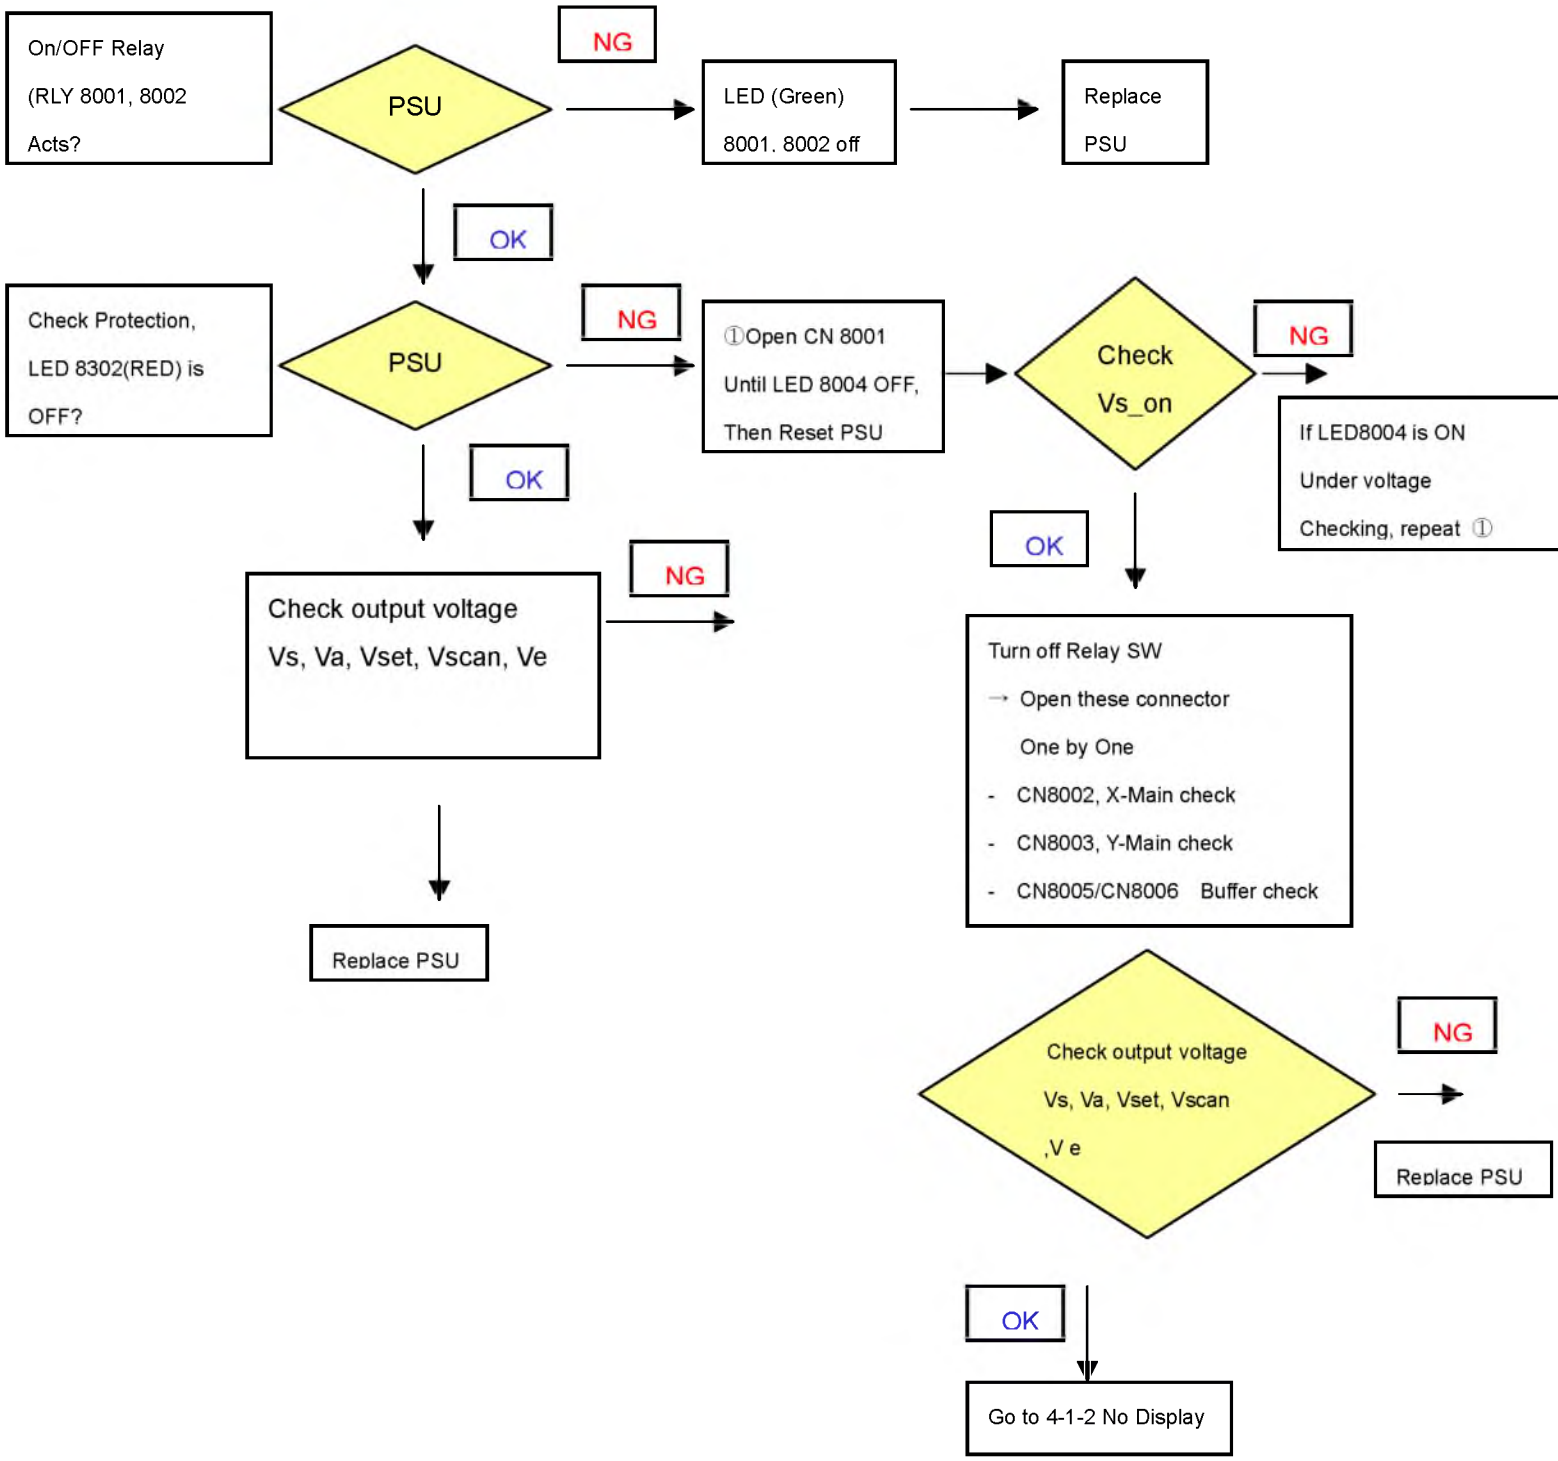 On/OFF Relay
(RLY 8001, 8002
Acts?
PSU
NG
LED (Green)
8001. 8002 off
Replace
PSU
OK
Check Protection,
LED 8302(RED) is
OFF?
PSU
NG
①Open CN 8001
Until LED 8004 OFF,
Then Reset PSU
Check
Vs_on
NG
If LED8004 is ON
Under voltage
Checking, repeat ①
OK
OK
Check output voltage
Vs, Va, Vset, Vscan, Ve
NG
Replace PSU
Turn off Relay SW
→ Open these connector
One by One
- CN8002, X-Main check
- CN8003, Y-Main check
- CN8005/CN8006 Buffer check
Check output voltage
Vs, Va, Vset, Vscan
,V e
NG
Replace PSU
OK
Go to 4-1-2 No Display